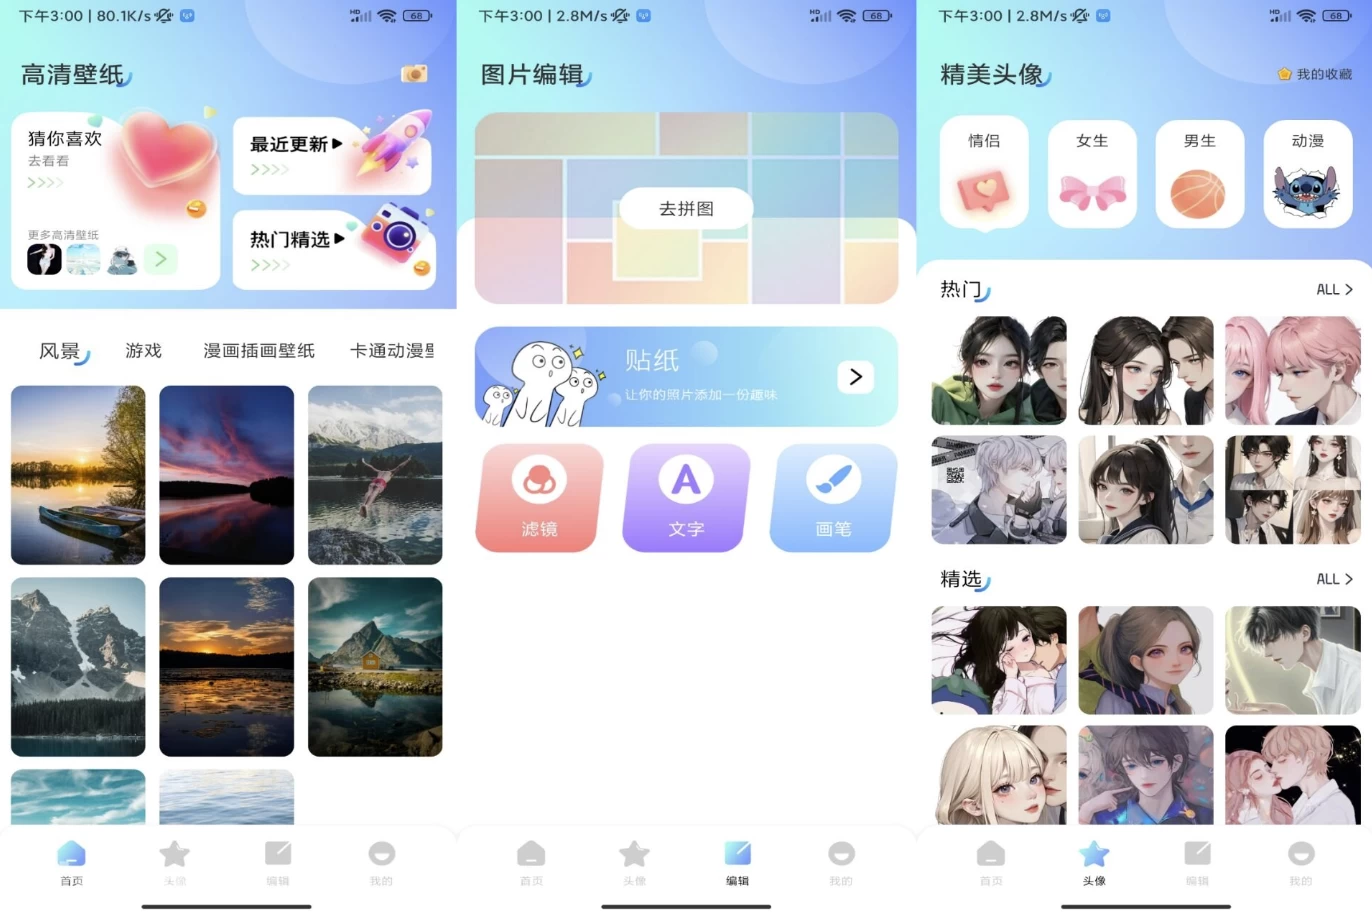 下午3:00 | 80.1K/s
HD
68
高清壁纸
猜你喜欢
去看看
更多高清壁纸
最近更新
热门精选
风景
游戏
漫画插画壁纸
卡通动漫壁
首页
头像
编辑
我的
下午3:00 | 2.8M/s
HD
68
图片编辑
去拼图
贴纸
让你的照片添加一份趣味
滤镜
A
文字
画笔
首页
头像
编辑
我的
下午3:00 | 2.8M/s
HD
68
精美头像
我的收藏
情侣
女生
男生
动漫
热门
ALL
精选
ALL
首页
头像
编辑
我的